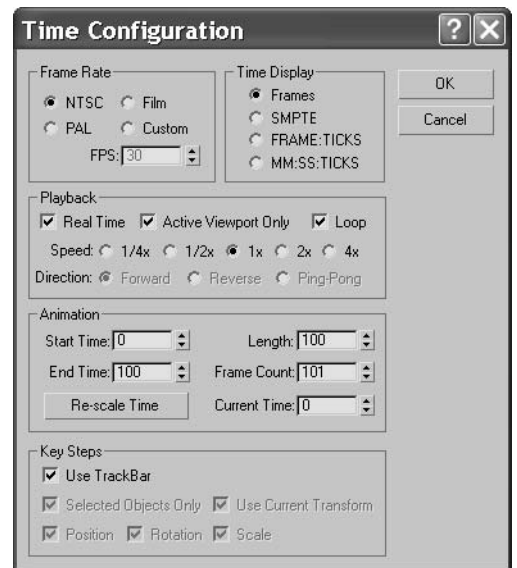 Time Configuration
Frame Rate
NTSC Film
PAL Custom
FPS: 30
Time Display
Frames
SMPTE
FRAME:TICKS
MM:SS:TICKS
OK
Cancel
Playback
Real Time Active Viewport Only Loop
Speed: 1/4x 1/2x 1x 2x 4x
Direction: Forward Reverse Ping-Pong
Animation
Start Time: 0 Length: 100
End Time: 100 Frame Count: 101
Re-scale Time Current Time: 0
Key Steps
Use TrackBar
Selected Objects Only Use Current Transform
Position Rotation Scale